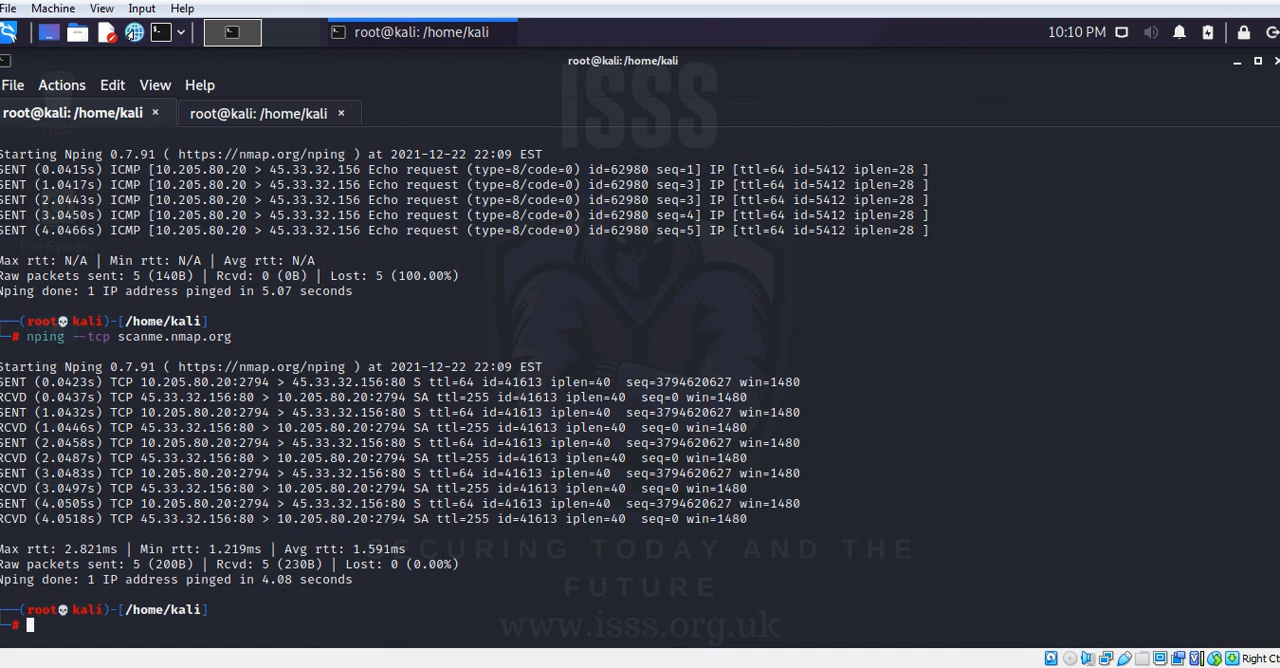 File Machine View Input Help
root@kali: /home/kali 10:10 PM
root@kali: /home/kali
File Actions Edit View Help
root@kali: /home/kali × root@kali: /home/kali ×
Trash
File System
ISSS
Starting Nping 0.7.91 ( https://nmap.org/nping ) at 2021-12-22 22:09 EST
SENT (0.0415s) ICMP [10.205.80.20 > 45.33.32.156 Echo request (type=8/code=0) id=62980 seq=1] IP [ttl=64 id=5412 iplen=28 ]
SENT (1.0417s) ICMP [10.205.80.20 > 45.33.32.156 Echo request (type=8/code=0) id=62980 seq=3] IP [ttl=64 id=5412 iplen=28 ]
SENT (2.0443s) ICMP [10.205.80.20 > 45.33.32.156 Echo request (type=8/code=0) id=62980 seq=3] IP [ttl=64 id=5412 iplen=28 ]
SENT (3.0450s) ICMP [10.205.80.20 > 45.33.32.156 Echo request (type=8/code=0) id=62980 seq=4] IP [ttl=64 id=5412 iplen=28 ]
SENT (4.0466s) ICMP [10.205.80.20 > 45.33.32.156 Echo request (type=8/code=0) id=62980 seq=5] IP [ttl=64 id=5412 iplen=28 ]
Max rtt: N/A | Min rtt: N/A | Avg rtt: N/A
Raw packets sent: 5 (140B) | Rcvd: 0 (0B) | Lost: 5 (100.00%)
Nping done: 1 IP address pinged in 5.07 seconds
(root💀kali)-[/home/kali]
# nping --tcp scanme.nmap.org
Starting Nping 0.7.91 ( https://nmap.org/nping ) at 2021-12-22 22:09 EST
SENT (0.0423s) TCP 10.205.80.20:2794 > 45.33.32.156:80 S ttl=64 id=41613 iplen=40  seq=3794620627 win=1480
RCVD (0.0437s) TCP 45.33.32.156:80 > 10.205.80.20:2794 SA ttl=255 id=41613 iplen=40  seq=0 win=1480
SENT (1.0432s) TCP 10.205.80.20:2794 > 45.33.32.156:80 S ttl=64 id=41613 iplen=40  seq=3794620627 win=1480
RCVD (1.0446s) TCP 45.33.32.156:80 > 10.205.80.20:2794 SA ttl=255 id=41613 iplen=40  seq=0 win=1480
SENT (2.0458s) TCP 10.205.80.20:2794 > 45.33.32.156:80 S ttl=64 id=41613 iplen=40  seq=3794620627 win=1480
RCVD (2.0487s) TCP 45.33.32.156:80 > 10.205.80.20:2794 SA ttl=255 id=41613 iplen=40  seq=0 win=1480
SENT (3.0483s) TCP 10.205.80.20:2794 > 45.33.32.156:80 S ttl=64 id=41613 iplen=40  seq=3794620627 win=1480
RCVD (3.0497s) TCP 45.33.32.156:80 > 10.205.80.20:2794 SA ttl=255 id=41613 iplen=40  seq=0 win=1480
SENT (4.0505s) TCP 10.205.80.20:2794 > 45.33.32.156:80 S ttl=64 id=41613 iplen=40  seq=3794620627 win=1480
RCVD (4.0518s) TCP 45.33.32.156:80 > 10.205.80.20:2794 SA ttl=255 id=41613 iplen=40  seq=0 win=1480
Max rtt: 2.821ms | Min rtt: 1.219ms | Avg rtt: 1.591ms
Raw packets sent: 5 (200B) | Rcvd: 5 (230B) | Lost: 0 (0.00%)
Nping done: 1 IP address pinged in 4.08 seconds
(root💀kali)-[/home/kali]
#
SECURING TODAY AND THE
FUTURE
www.isss.org.uk
Right Ct